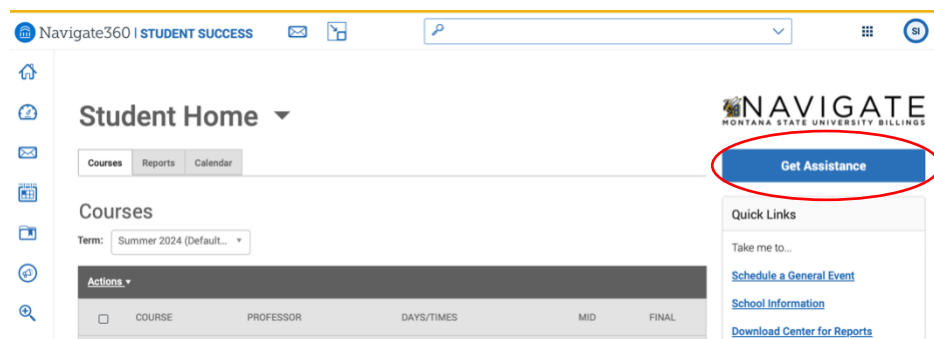 Navigate360 | STUDENT SUCCESS
SI
Student Home
NAVIGATE
MONTANA STATE UNIVERSITY BILLINGS
Courses Reports Calendar
Get Assistance
Courses
Quick Links
Term: Summer 2024 (Default...
Take me to...
Actions
Schedule a General Event
School Information
COURSE PROFESSOR DAYS/TIMES MID FINAL
Download Center for Reports